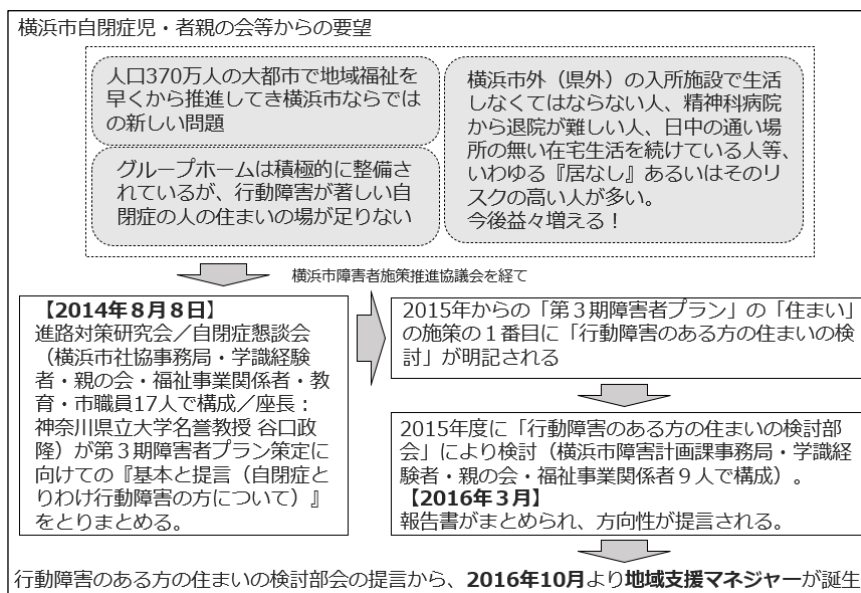 横浜市自閉症児・者親の会等からの要望
人口370万人の大都市で地域福祉を
早くから推進してき横浜市ならでは
の新しい問題
グループホームは積極的に整備さ
れているが、行動障害が著しい自
閉症の人の住まいの場が足りない
横浜市外（県外）の入所施設で生活
しなくてはならない人、精神科病院
から退院が難しい人、日中の通い場
所の無い在宅生活を続けている人等、
いわゆる『居なし』あるいはそのリ
スクの高い人が多い。
今後益々増える！
横浜市障害者施策推進協議会を経て
【2014年８月８日】
進路対策研究会／自閉症懇談会
（横浜市社協事務局・学識経験
者・親の会・福祉事業関係者・教
育・市職員17人で構成／座長：
神奈川県立大学名誉教授 谷口政
隆）が第３期障害者プラン策定に
向けての『基本と提言（自閉症と
りわけ行動障害の方について）』
をとりまとめる。
2015年からの「第３期障害者プラン」の「住まい」
の施策の１番目に「行動障害のある方の住まいの検
討」が明記される
2015年度に「行動障害のある方の住まいの検討部
会」により検討（横浜市障害計画課事務局・学識経
験者・親の会・福祉事業関係者９人で構成）。
【2016年３月】
報告書がまとめられ、方向性が提言される。
行動障害のある方の住まいの検討部会の提言から、2016年10月より地域支援マネジャーが誕生